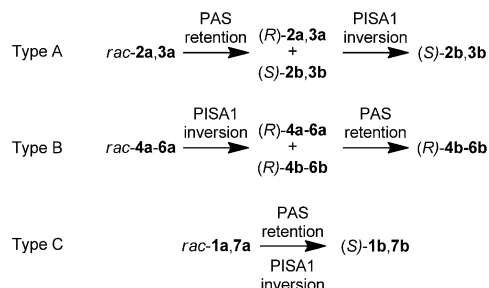 PAS
retention
PISA1
inversion
Type A
rac-2a,3a
(R)-2a,3a
+
(S)-2b,3b
(S)-2b,3b
PISA1
inversion
PAS
retention
Type B
rac-4a-6a
(R)-4a-6a
+
(R)-4b-6b
(R)-4b-6b
Type C
rac-1a,7a
PAS
retention
PISA1
inversion
(S)-1b,7b